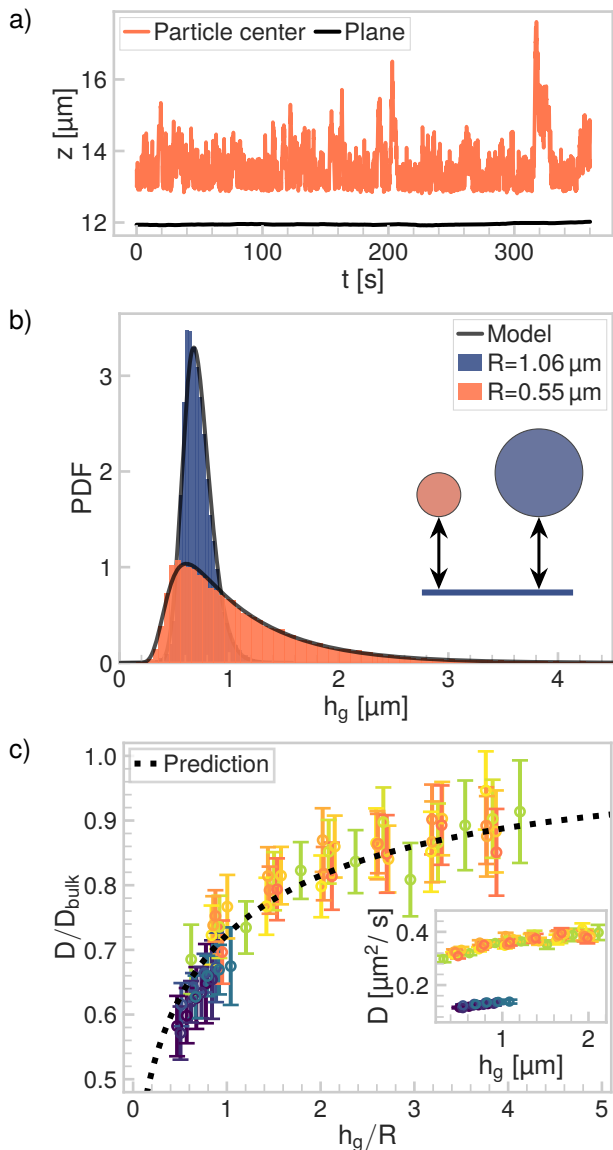 a)
Particle center
Plane
z [μm]
16
14
12
0
100
200
300
t [s]
b)
Model
R=1.06 μm
R=0.55 μm
PDF
3
2
1
0
0
1
2
3
4
h_g [μm]
c)
Prediction
D/D_bulk
1.0
0.9
0.8
0.7
0.6
0.5
D [μm²/ s]
0.4
0.2
1
2
h_g [μm]
0
1
2
3
4
5
h_g/R